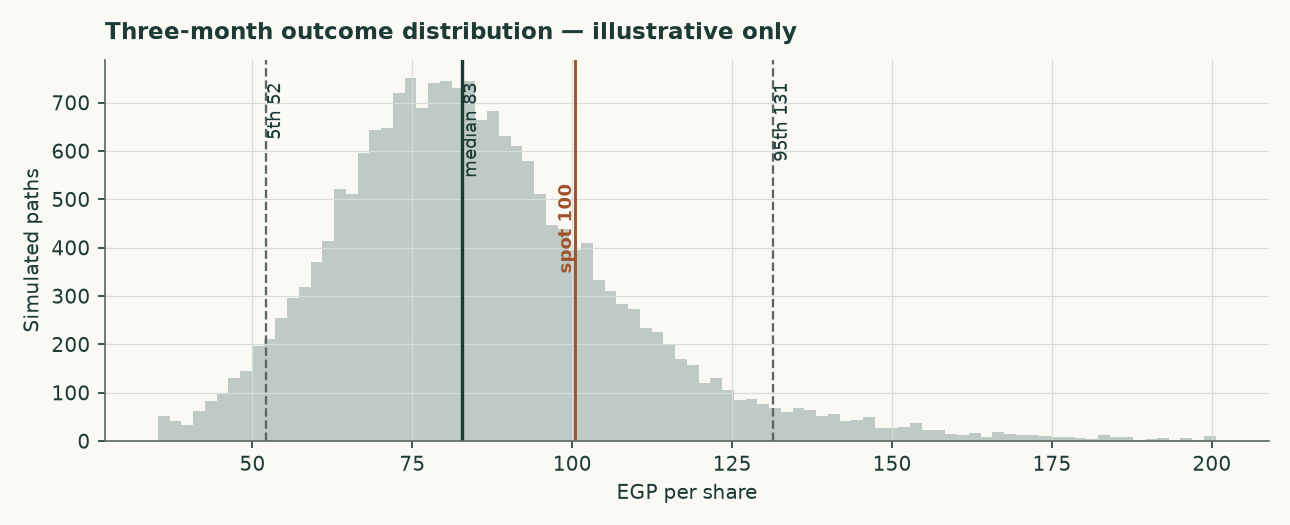 Three-month outcome distribution — illustrative only
Simulated paths
700
600
500
400
300
200
100
0
5th 52
median 83
spot 100
95th 131
50
75
100
125
150
175
200
EGP per share